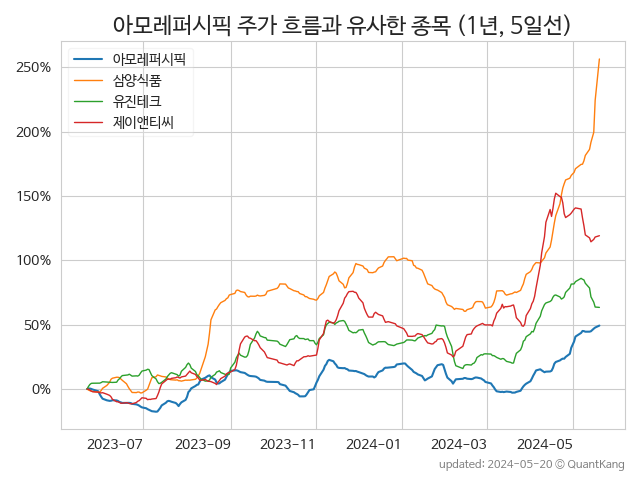 아모레퍼시픽 주가 흐름과 유사한 종목 (1년, 5일선)
아모레퍼시픽
삼양식품
유진테크
제이앤티씨
250%
200%
150%
100%
50%
0%
2023-07
2023-09
2023-11
2024-01
2024-03
2024-05
updated: 2024-05-20 © QuantKang